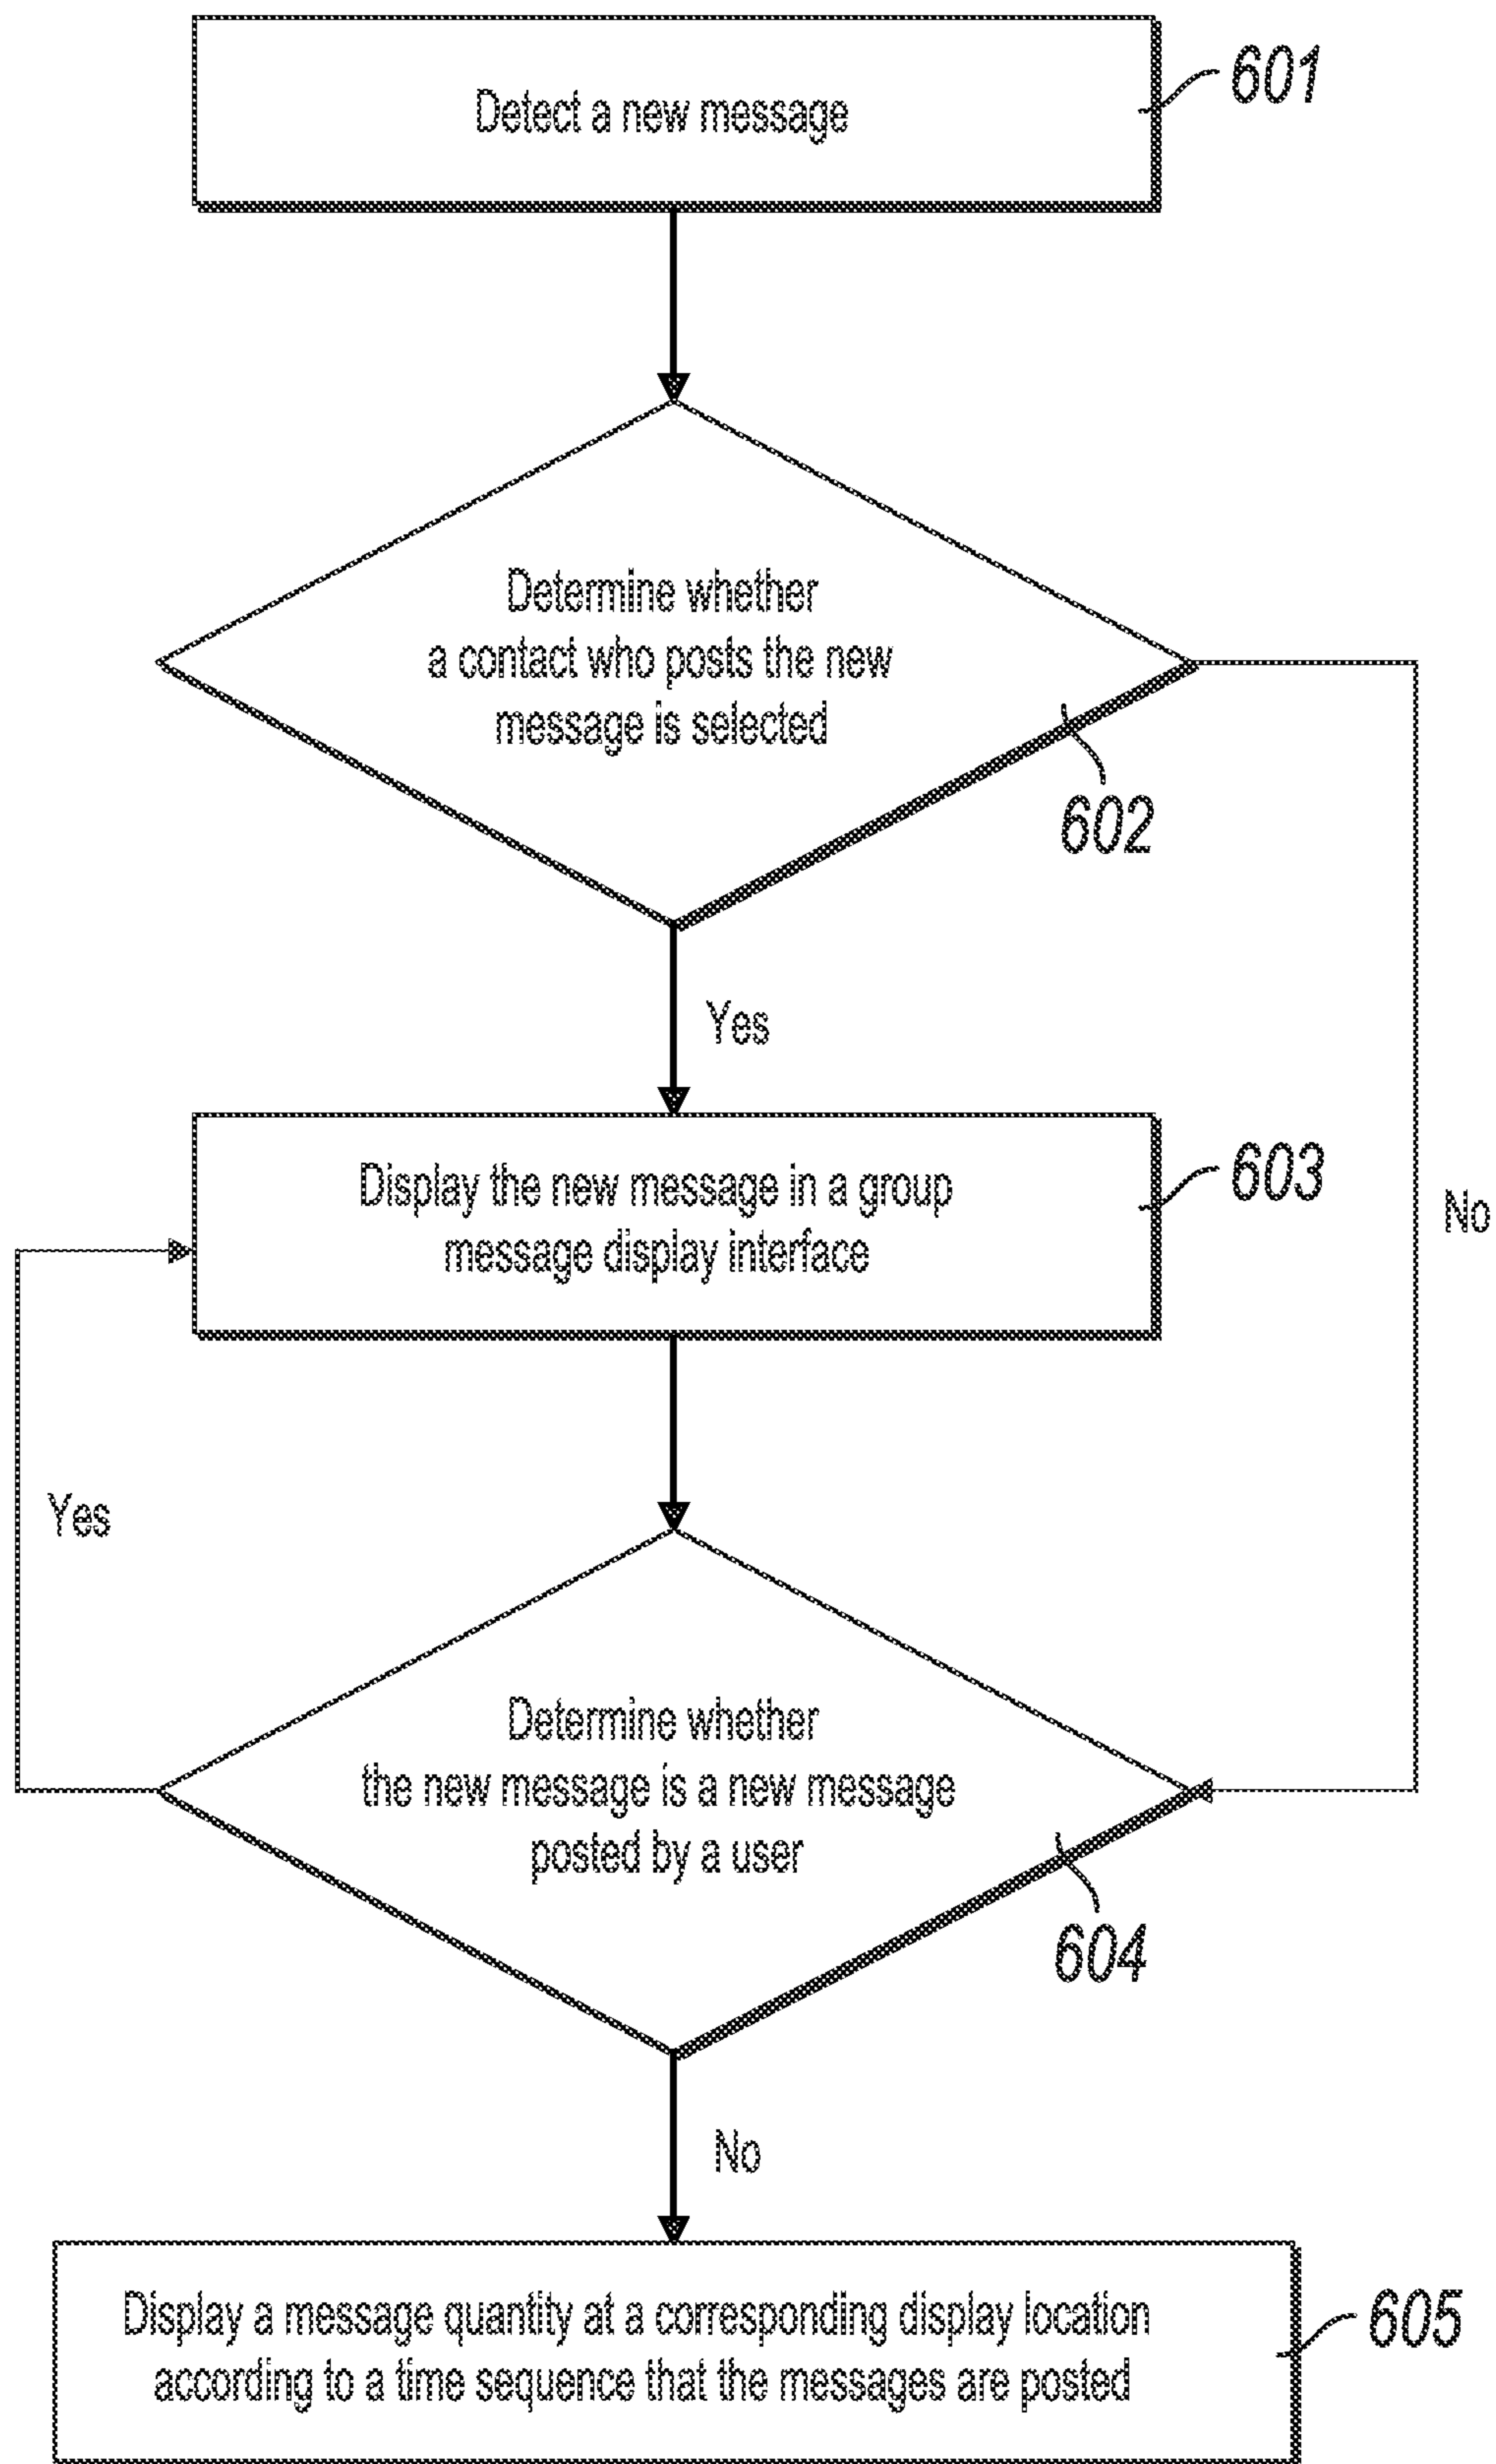 Detect a new message
601
Determine whether
a contact who posts the new
message is selected
602
Yes
Display the new message in a group
message display interface
603
No
Yes
Determine whether
the new message is a new message
posted by a user
604
No
Display a message quantity at a corresponding display location
according to a time sequence that the messages are posted
605